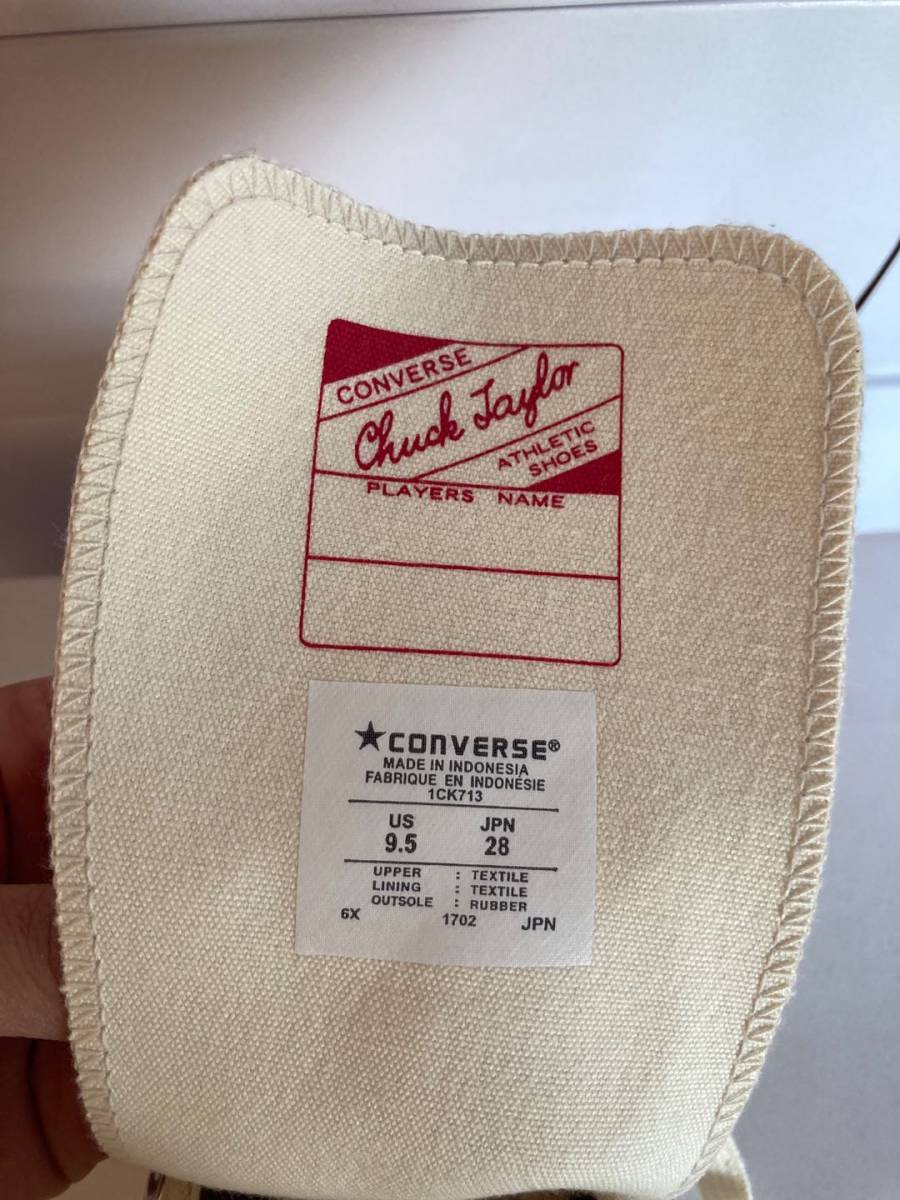 CONVERSE
Chuck Taylor
ATHLETIC
SHOES
PLAYERS NAME
★CONVERSE®
MADE IN INDONESIA
FABRIQUE EN INDONÉSIE
1CK713
US JPN
9.5 28
UPPER : TEXTILE
LINING : TEXTILE
OUTSOLE : RUBBER
6X 1702 JPN